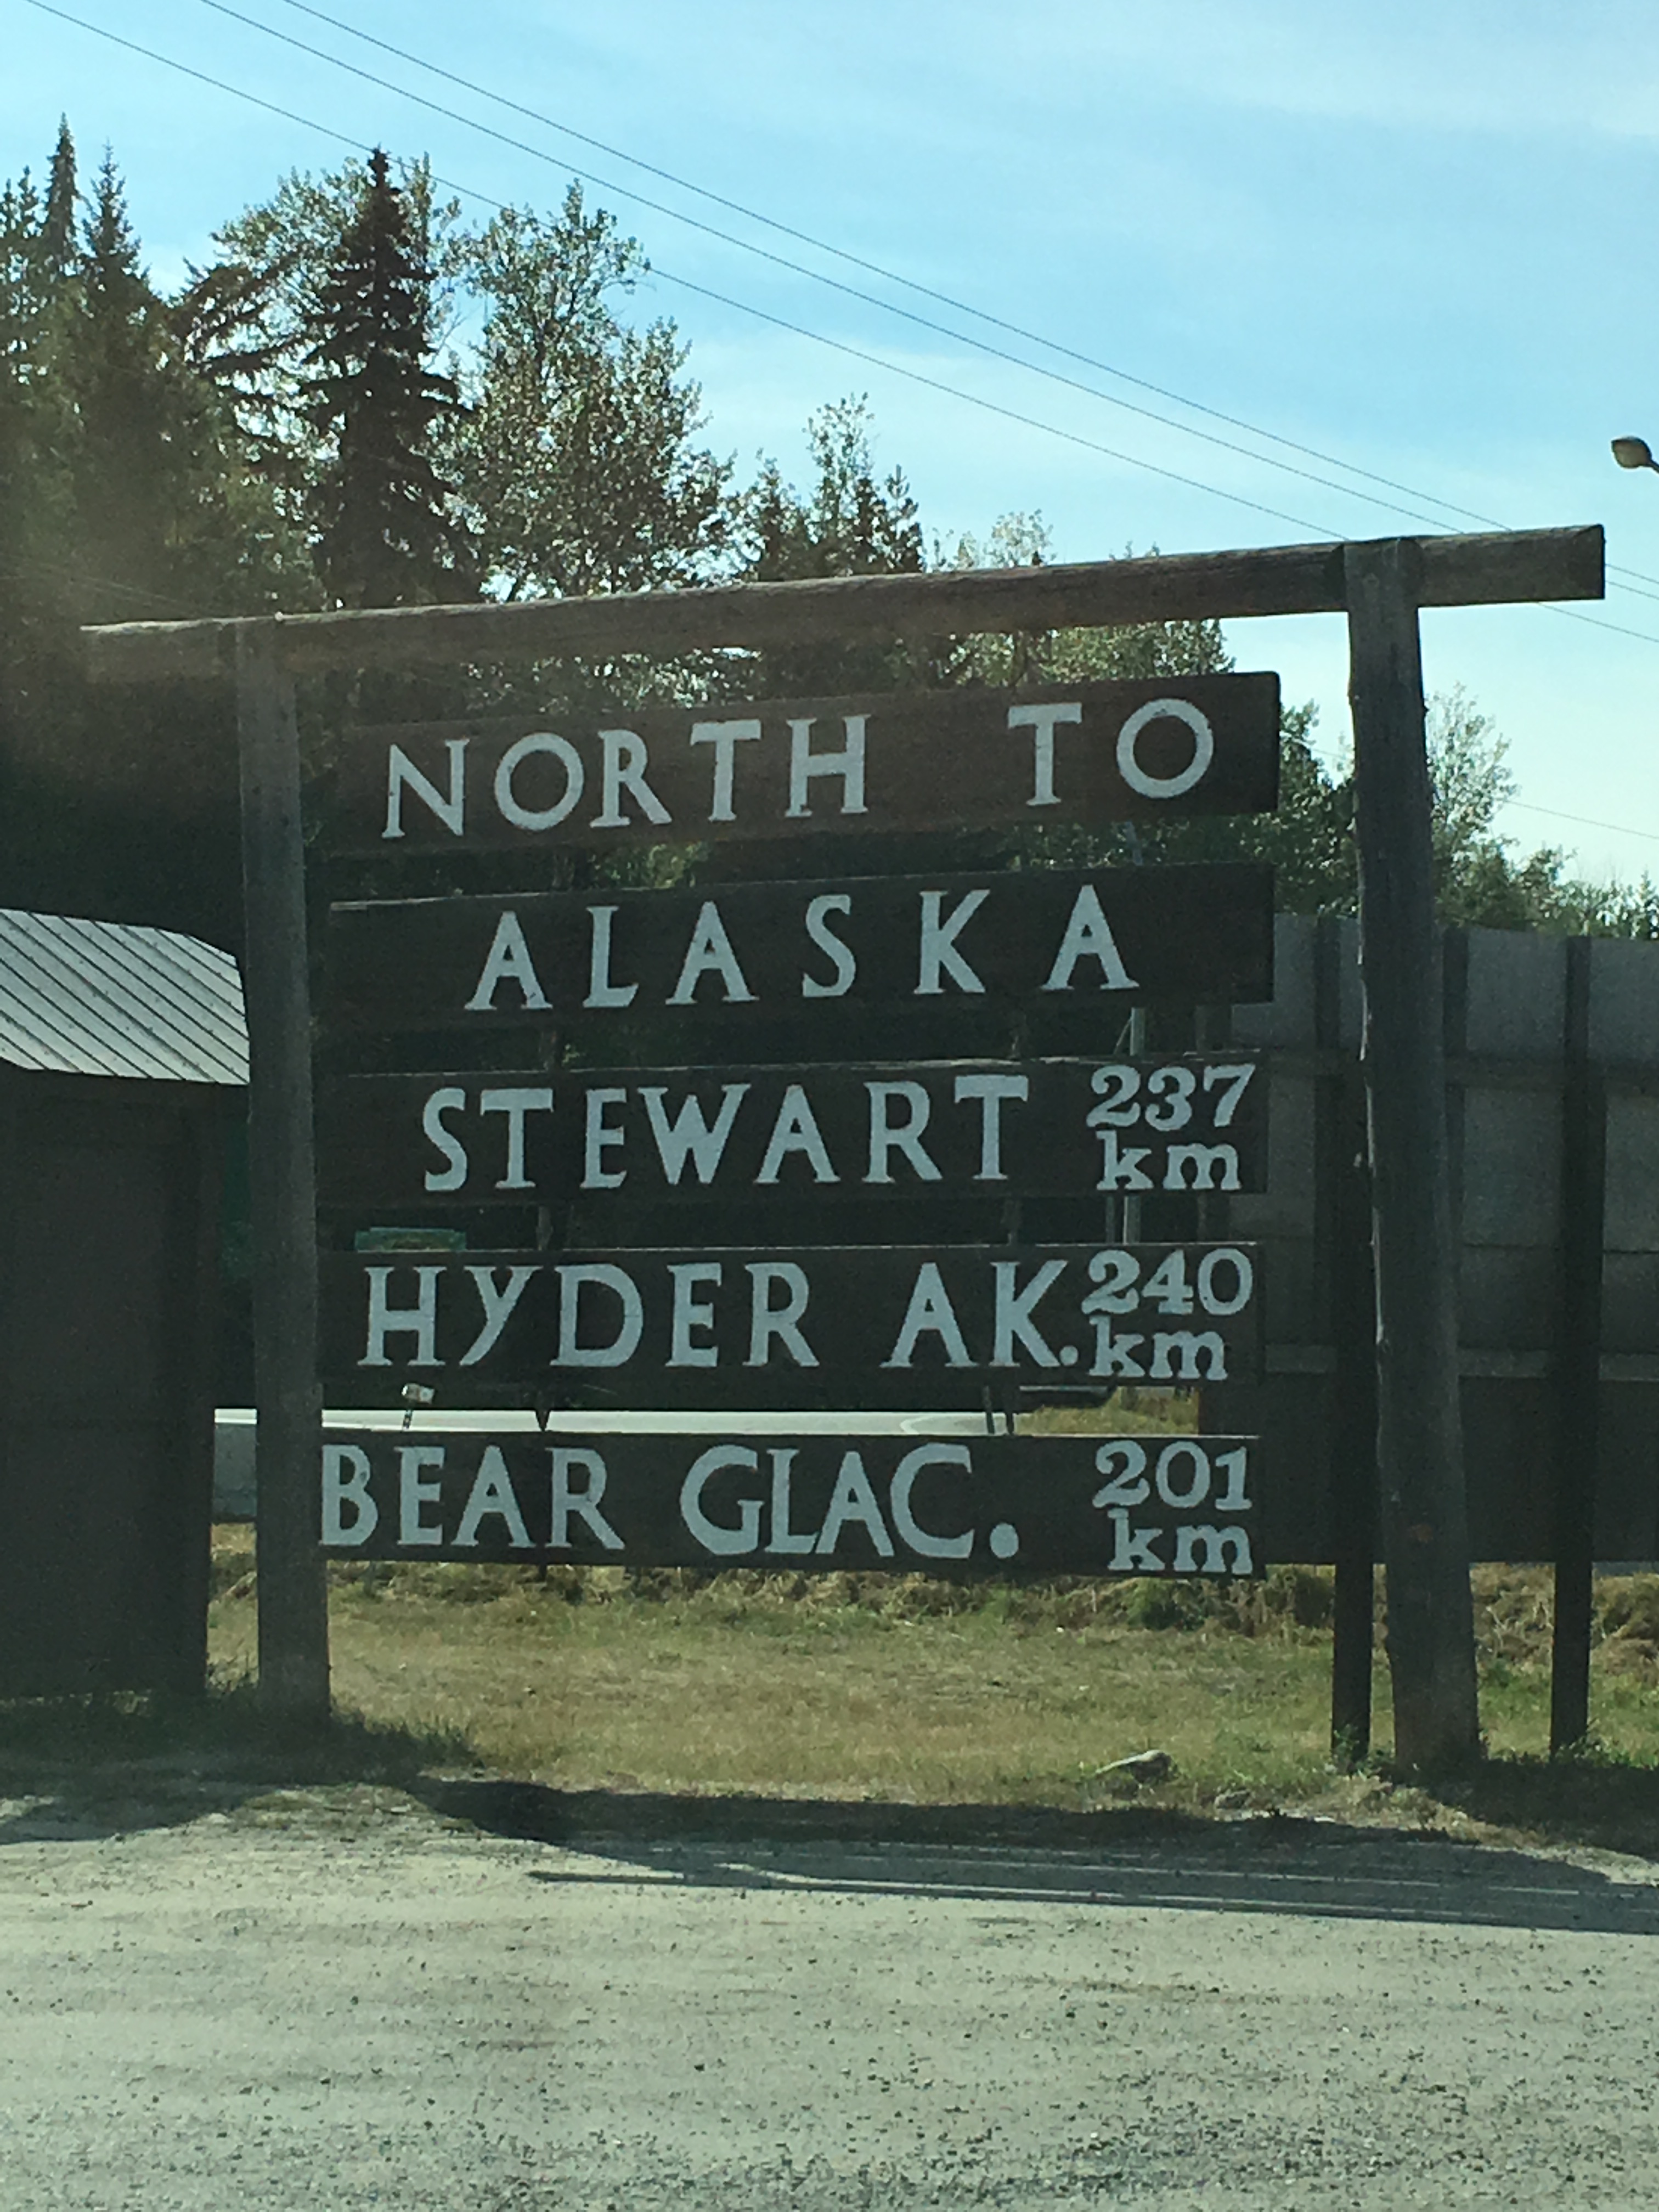 NORTH TO
ALASKA
STEWART 237 km
HYDER AK. 240 km
BEAR GLAC. 201 km